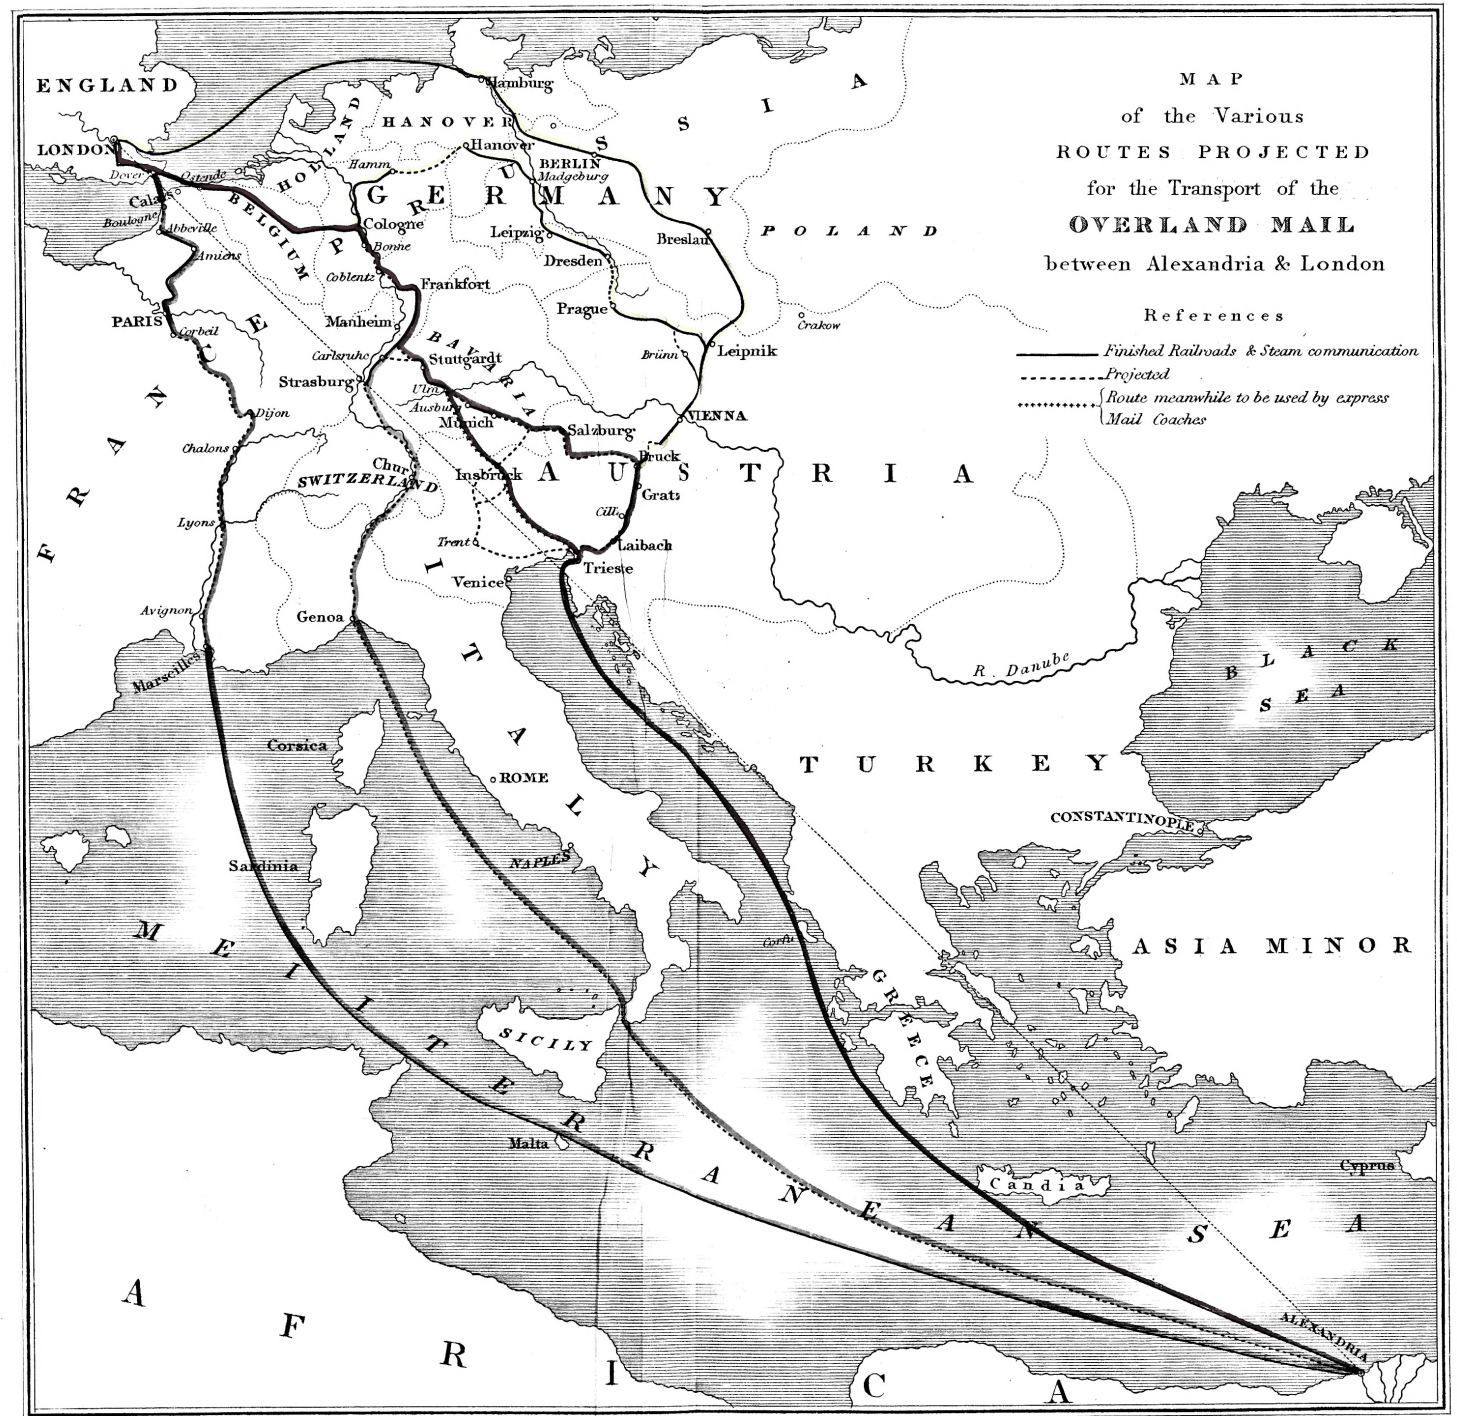 MAP
of the Various
ROUTES PROJECTED
for the Transport of the
OVERLAND MAIL
between Alexandria & London
References
Finished Railroads & Steam communication
Projected
Route meanwhile to be used by express
Mail Coaches
ENGLAND
LONDON
Dover
Calais
Boulogne
Ostende
HOLLAND
BELGIUM
Hamburg
HANOVER
Hanover
Hamm
BERLIN
Madgeburg
PRUSSIA
GERMANY
Cologne
Bonne
Coblentz
Frankfort
Leipzig
Dresden
Breslau
POLAND
Prague
Crakow
Brünn
Leipnik
Abbeville
Amiens
PARIS
Corbeil
FRANCE
Manheim
Carlsruhe
Stuttgardt
BAVARIA
Strasburg
Ulm
Ausburg
Munich
Salzburg
VIENNA
Dijon
Chalons
Chur
SWITZERLAND
Insbruck
Bruck
AUSTRIA
Gratz
Cilli
Lyons
Trent
Laibach
Trieste
Venice
Avignon
Genoa
Marseilles
ITALY
R. Danube
BLACK
SEA
Corsica
ROME
TURKEY
CONSTANTINOPLE
Sardinia
NAPLES
Corfu
ASIA MINOR
GREECE
SICILY
MEIITERRANEAN SEA
Malta
Candia
Cyprus
ALEXANDRIA
AFRICA